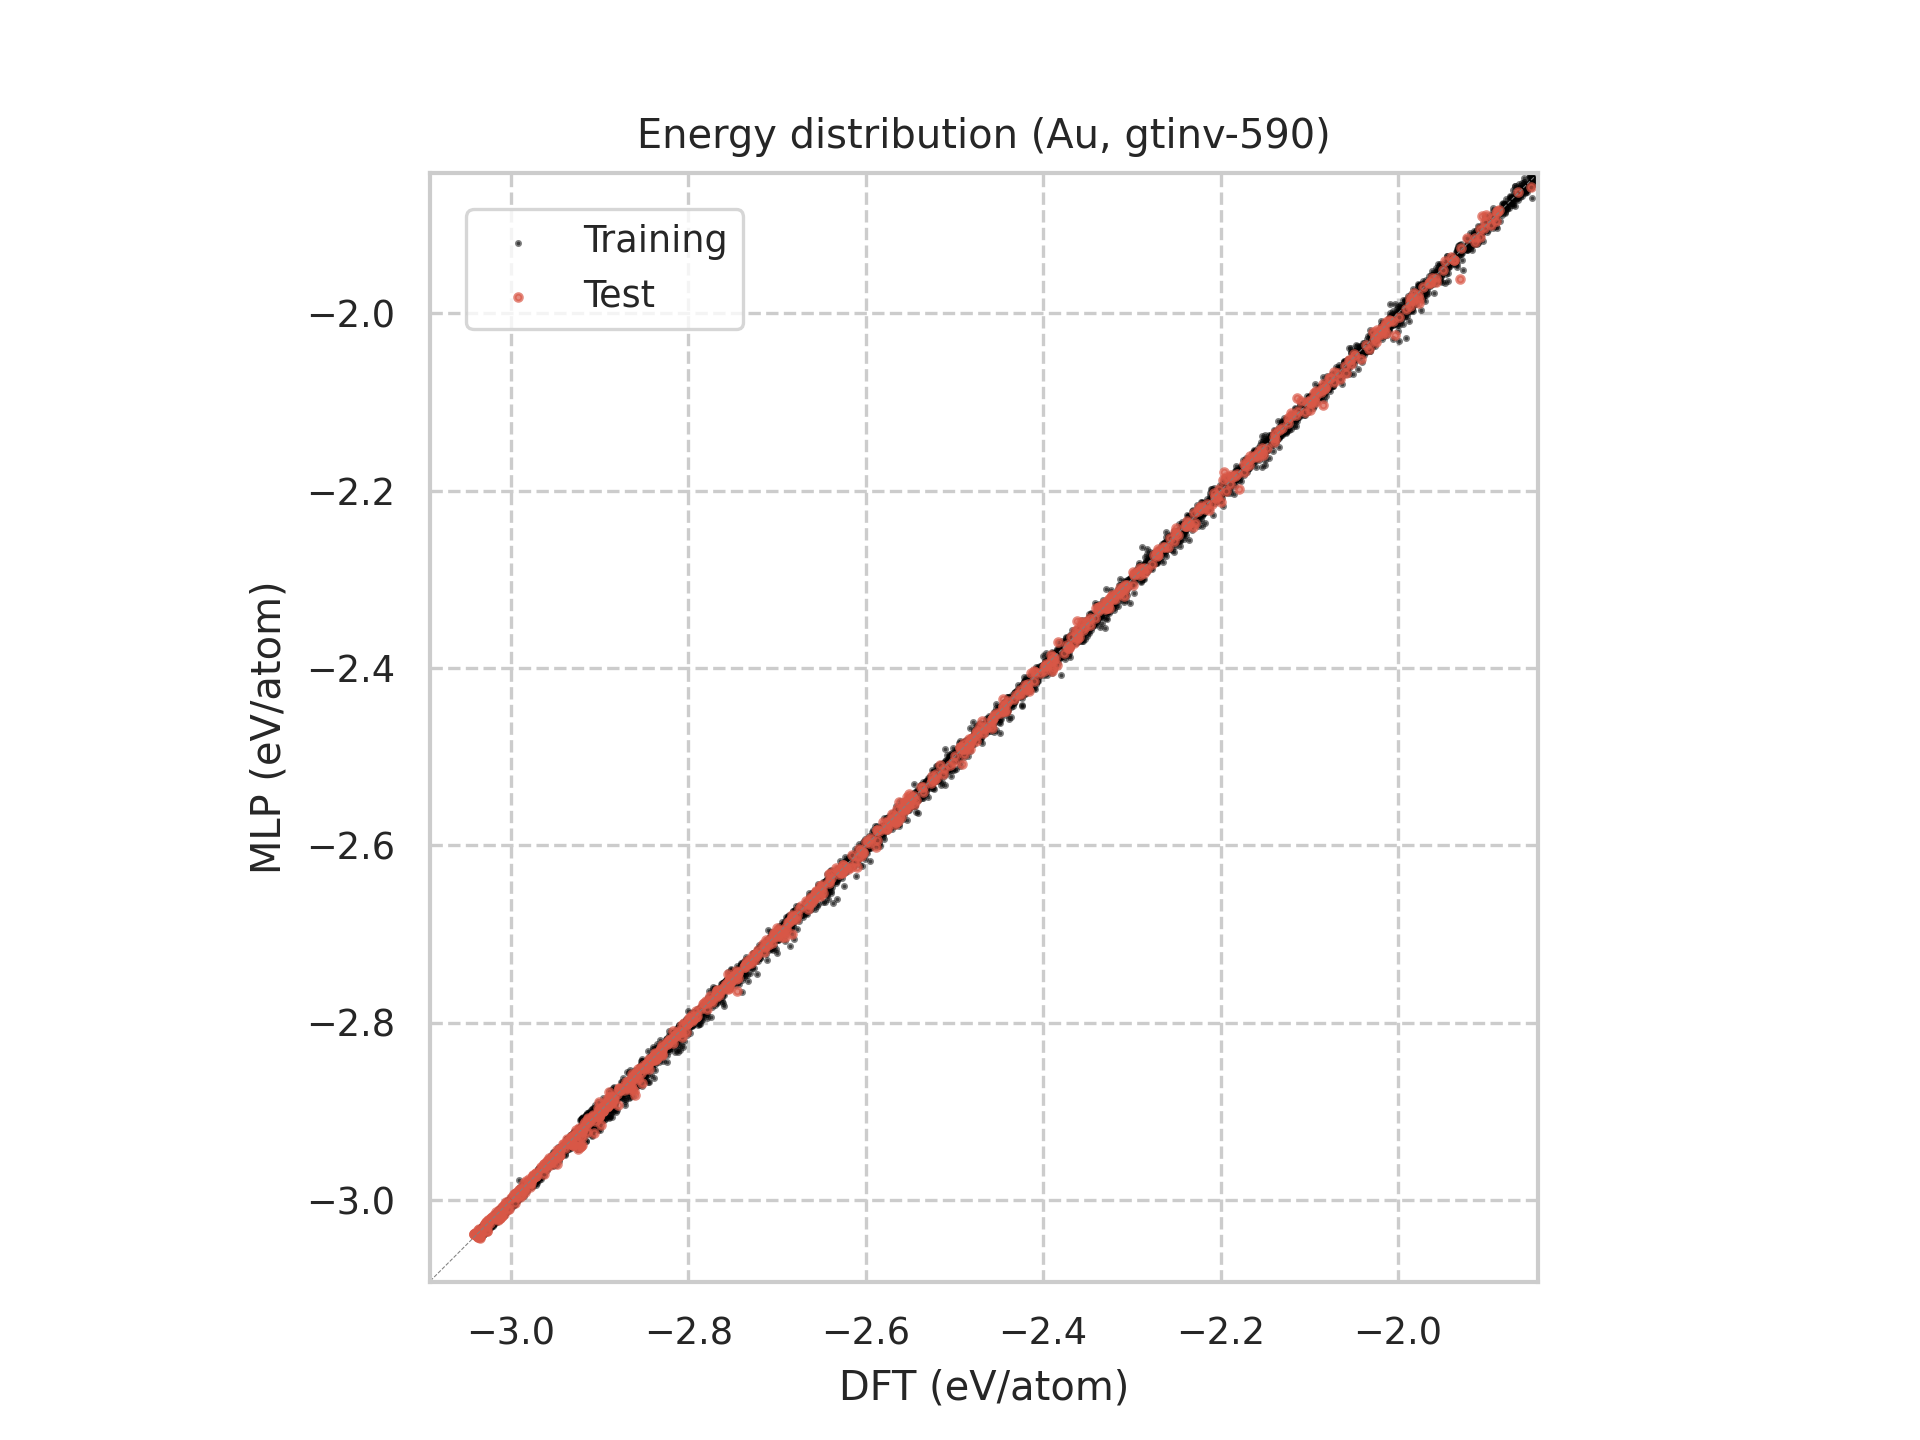 Energy distribution (Au, gtinv-590)
Training
Test
−2.0
−2.2
−2.4
−2.6
−2.8
−3.0
MLP (eV/atom)
−3.0 −2.8 −2.6 −2.4 −2.2 −2.0
DFT (eV/atom)